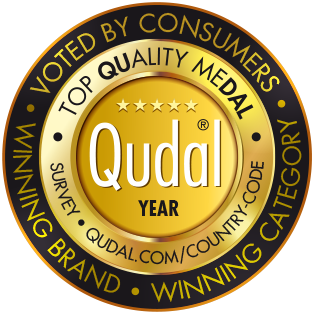 VOTED BY CONSUMERS
• WINNING CATEGORY •
WINNING BRAND •
TOP QUALITY MEDAL
• SURVEY • QUDAL.COM/COUNTRY-CODE •
Qudal®
YEAR